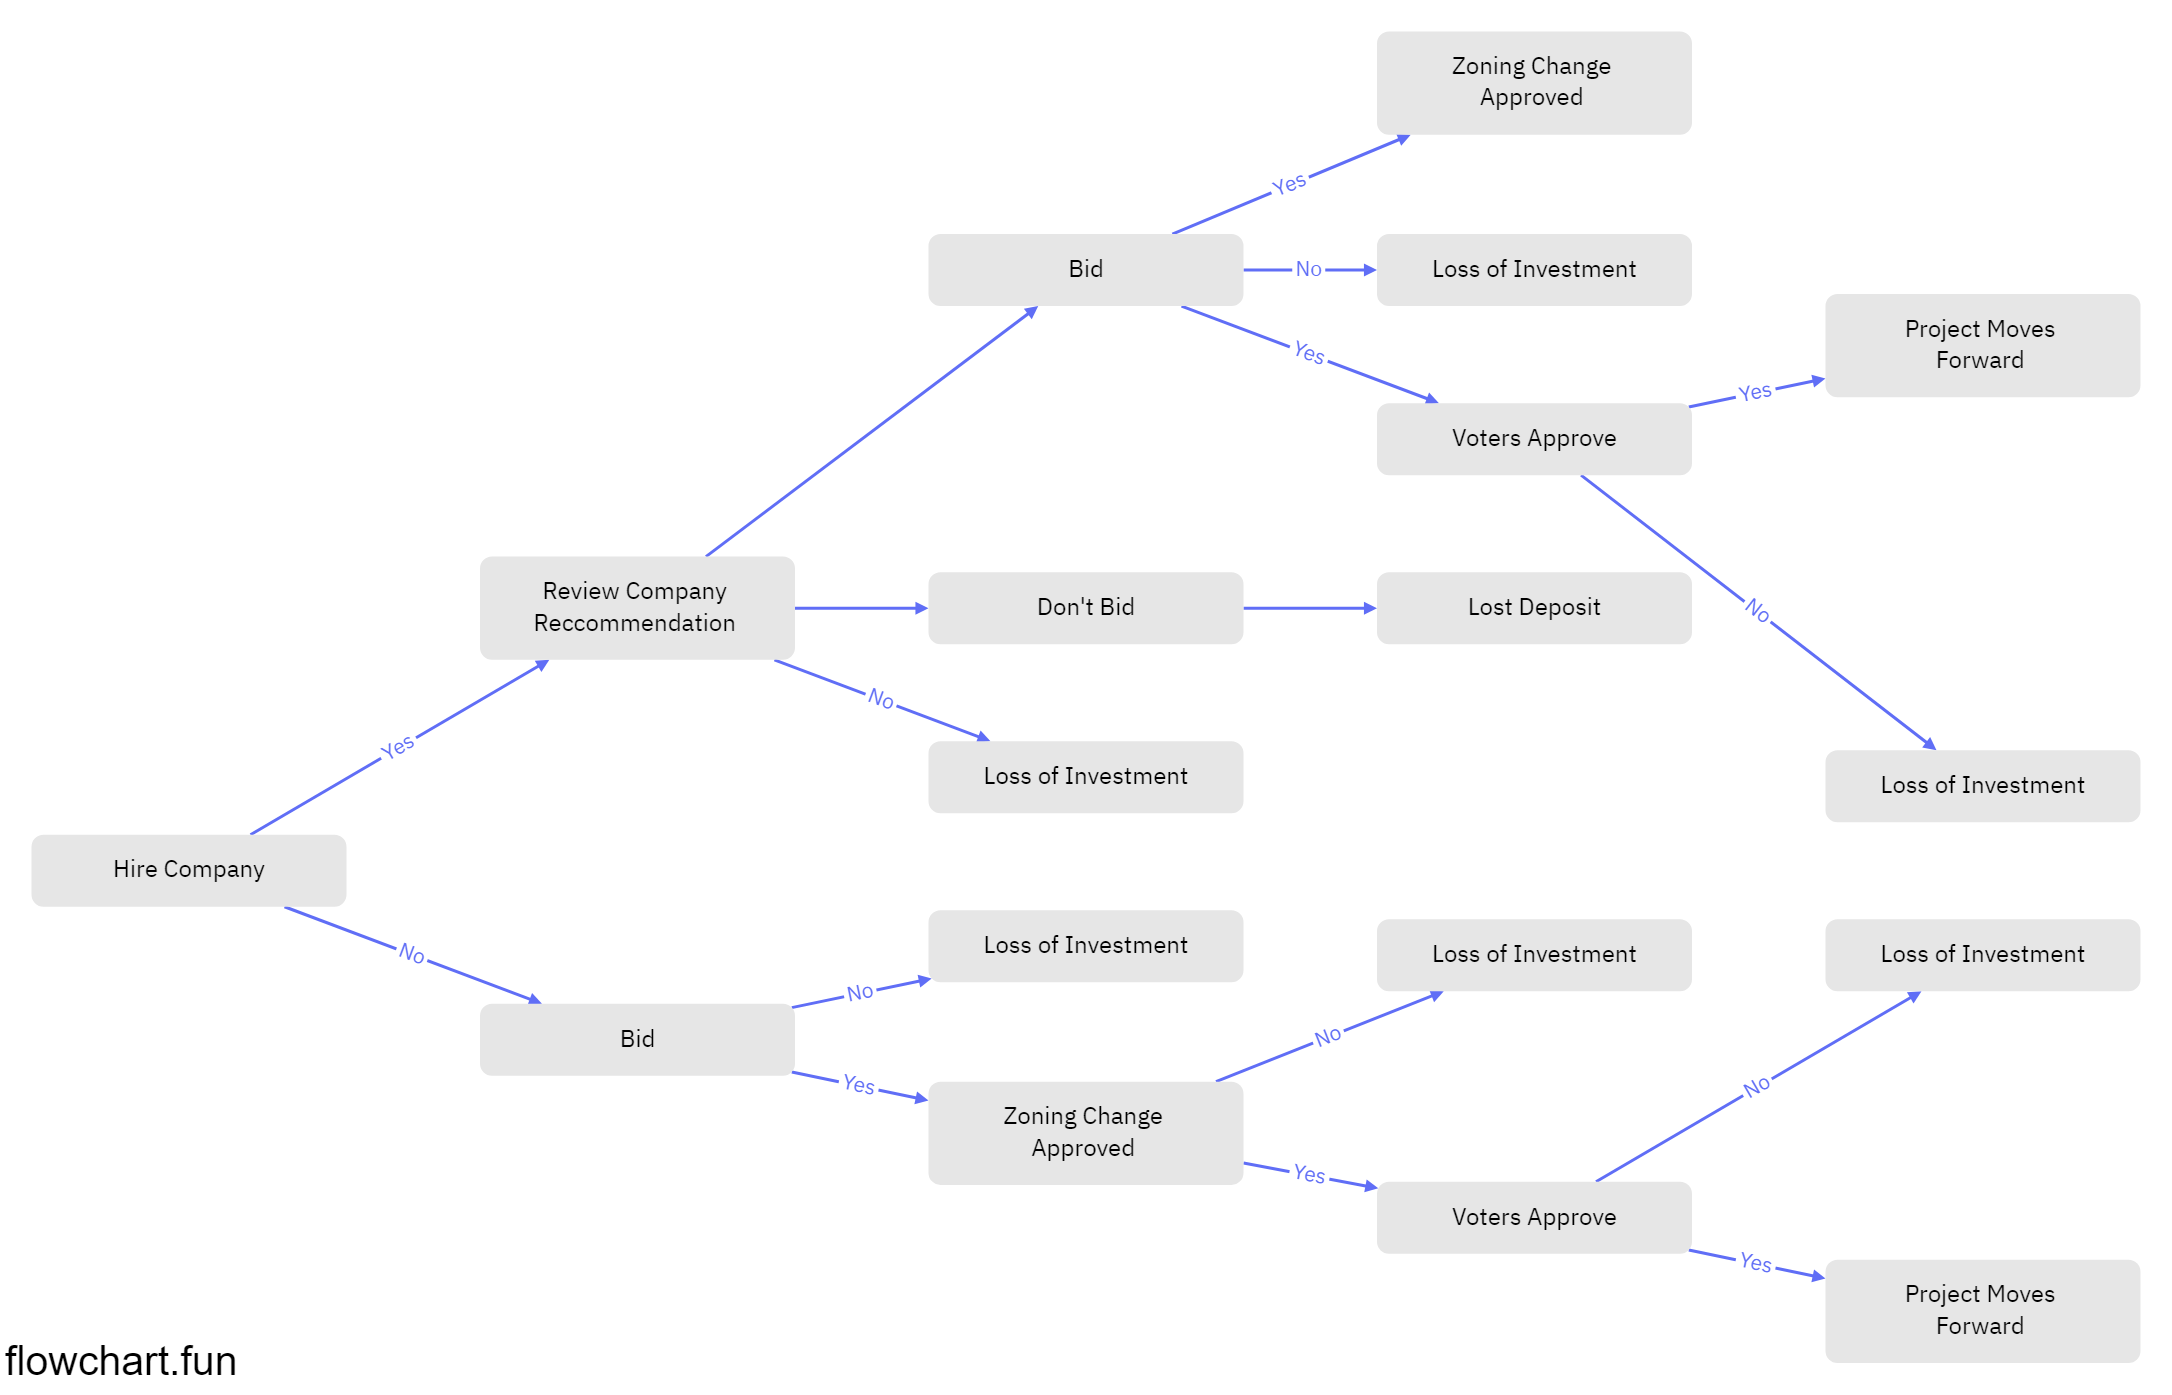 Zoning Change
Approved
Yes
Bid
No
Loss of Investment
Yes
Project Moves
Forward
Yes
Voters Approve
Review Company
Reccommendation
Don't Bid
Lost Deposit
No
No
Loss of Investment
Yes
Loss of Investment
Hire Company
No
Loss of Investment
Loss of Investment
Loss of Investment
No
Bid
No
Yes
Zoning Change
Approved
No
Yes
Voters Approve
Yes
Project Moves
Forward
flowchart.fun